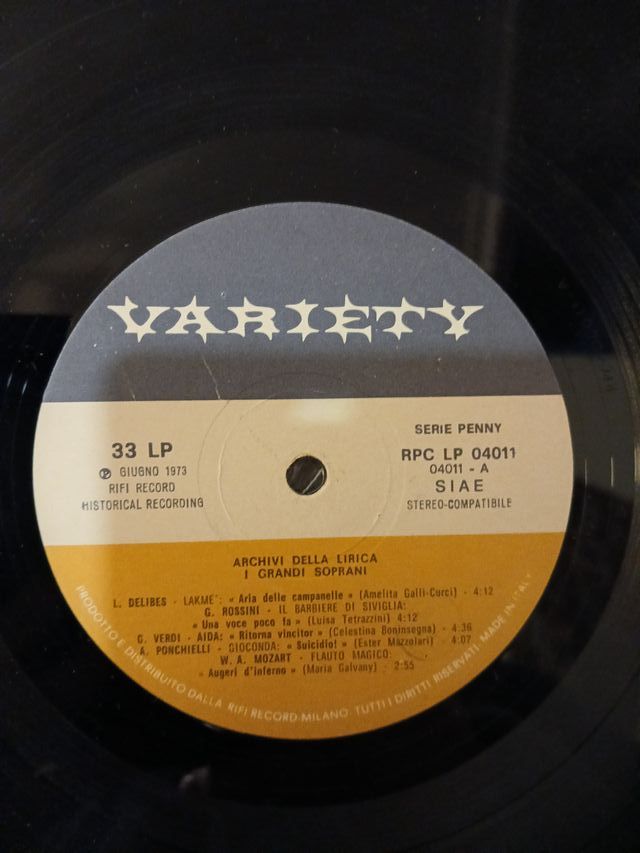 VARIETY
33 LP
Ⓟ GIUGNO 1973
RIFI RECORD
HISTORICAL RECORDING
SERIE PENNY
RPC LP 04011
04011 - A
SIAE
STEREO-COMPATIBILE
ARCHIVI DELLA LIRICA
I GRANDI SOPRANI
L. DELIBES - LAKME': « Aria delle campanelle » (Amelita Galli-Curci) - 4:12
G. ROSSINI - IL BARBIERE DI SIVIGLIA:
« Una voce poco fa » (Luisa Tetrazzini) 4:12
G. VERDI - AIDA: « Ritorna vincitor » (Celestina Boninsegna) - 4:36
A. PONCHIELLI - GIOCONDA: « Suicidio! » (Ester Mazzolari) - 4:07
W. A. MOZART - FLAUTO MAGICO:
« Augeri d'inferno » (Maria Galvany) - 2:55
PRODOTTO E DISTRIBUITO DALLA RIFI RECORD-MILANO. TUTTI I DIRITTI RISERVATI. MADE IN ITALY